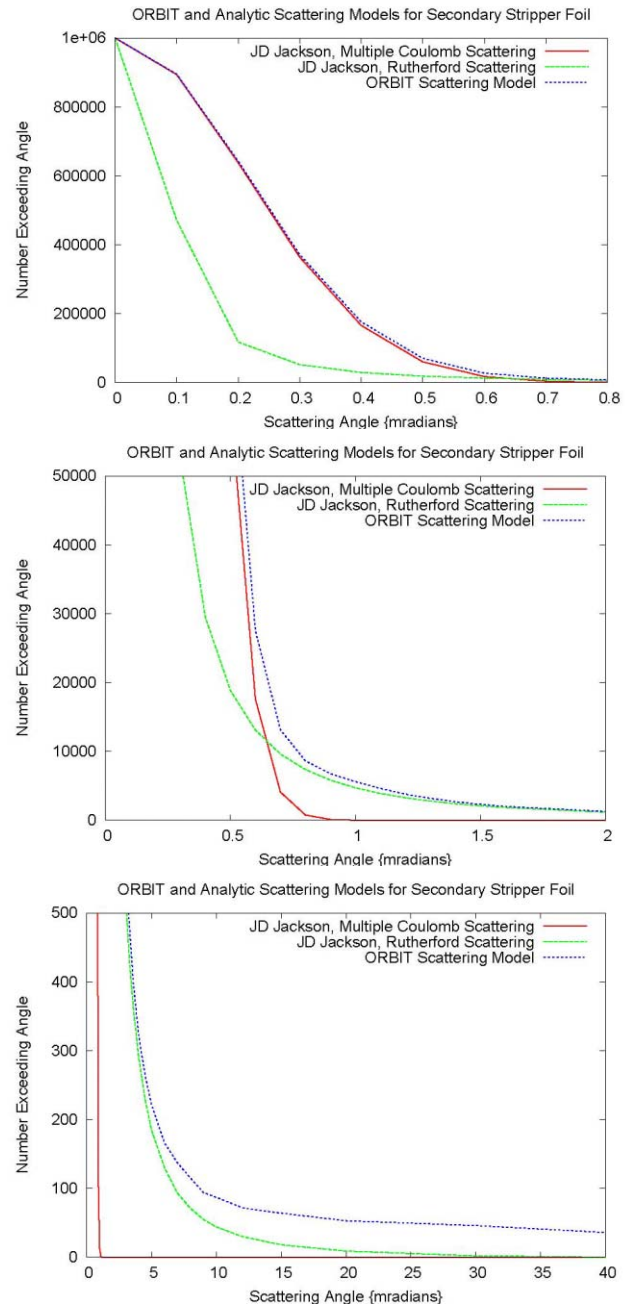 ORBIT and Analytic Scattering Models for Secondary Stripper Foil
JD Jackson, Multiple Coulomb Scattering
JD Jackson, Rutherford Scattering
ORBIT Scattering Model
Number Exceeding Angle
1e+06
800000
600000
400000
200000
0
0 0.1 0.2 0.3 0.4 0.5 0.6 0.7 0.8
Scattering Angle {mradians}
ORBIT and Analytic Scattering Models for Secondary Stripper Foil
JD Jackson, Multiple Coulomb Scattering
JD Jackson, Rutherford Scattering
ORBIT Scattering Model
Number Exceeding Angle
50000
40000
30000
20000
10000
0
0 0.5 1 1.5 2
Scattering Angle {mradians}
ORBIT and Analytic Scattering Models for Secondary Stripper Foil
JD Jackson, Multiple Coulomb Scattering
JD Jackson, Rutherford Scattering
ORBIT Scattering Model
Number Exceeding Angle
500
400
300
200
100
0
0 5 10 15 20 25 30 35 40
Scattering Angle {mradians}